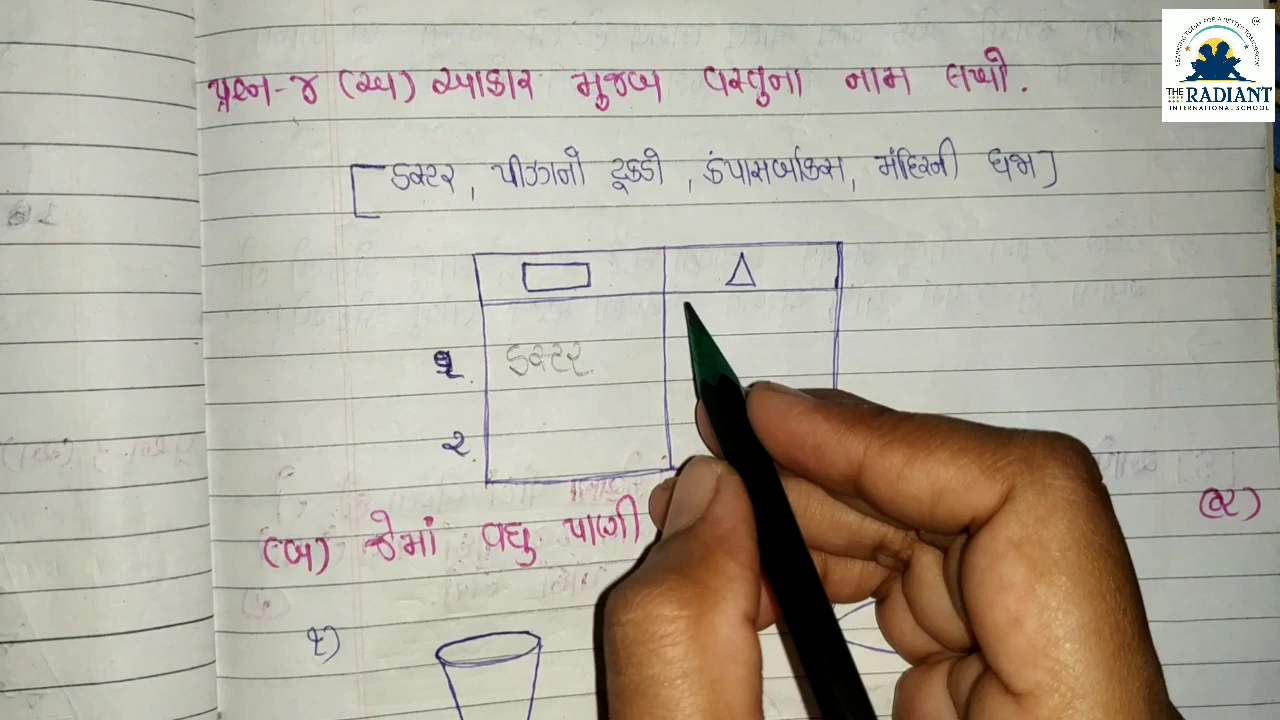 પ્રશ્ન-૪ (અ) આકાર મુજબ વસ્તુના નામ લખો.
[ડસ્ટર, પીઝાનો ટૂકડો, કંપાસબોક્સ, મંદિરની ધજા]
૧. ડસ્ટર
૨.
(બ) જેમાં વધુ પાણી
(૨)
૧)
THE RADIANT
INTERNATIONAL SCHOOL